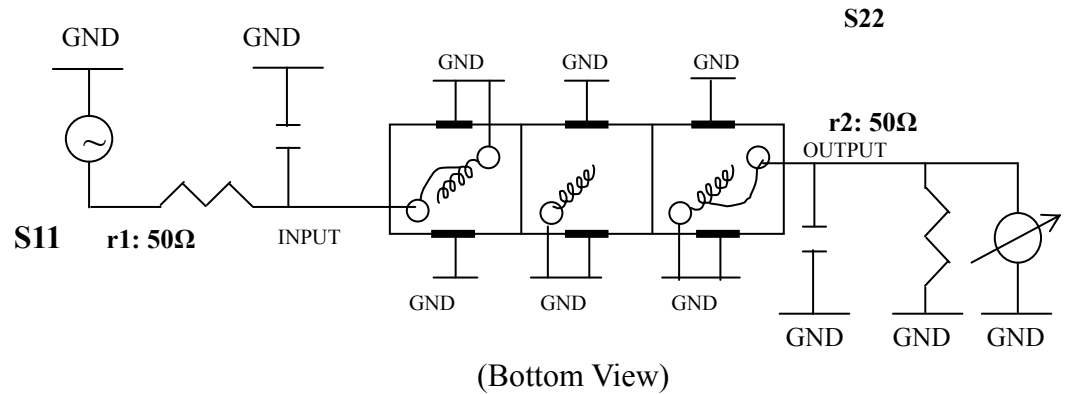 S22
GND
GND
GND
GND
GND
r2: 50Ω
OUTPUT
S11
r1: 50Ω
INPUT
GND
GND
GND
GND
GND
GND
(Bottom View)